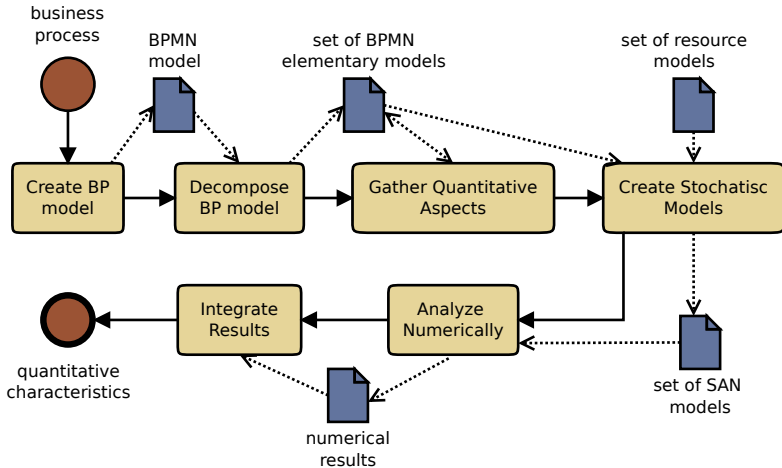 business
process
BPMN
model
set of BPMN
elementary models
set of resource
models
Create BP
model
Decompose
BP model
Gather Quantitative
Aspects
Create Stochatisc
Models
Integrate
Results
Analyze
Numerically
quantitative
characteristics
numerical
results
set of SAN
models